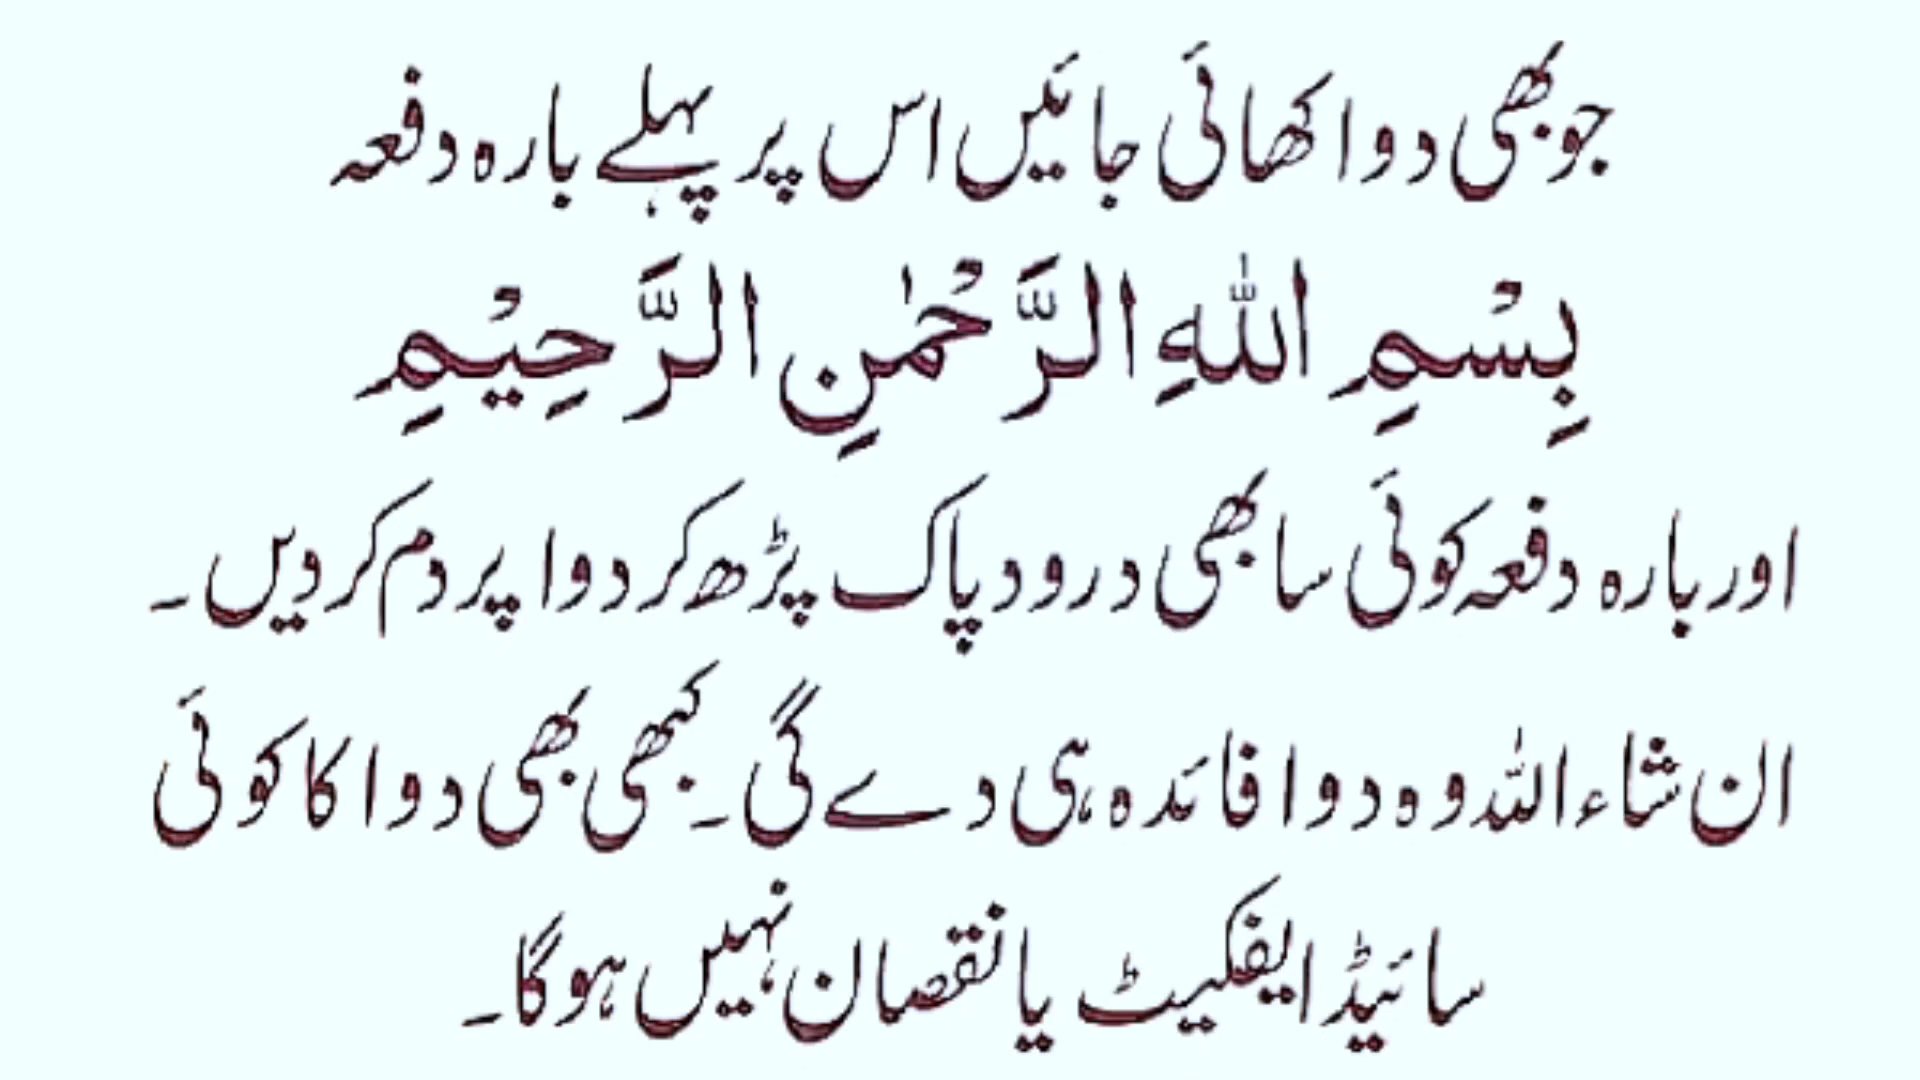 جو بھی دوا کھائی جائیں اس پر پہلے بارہ دفعہ
بِسْمِ اللّٰهِ الرَّحْمٰنِ الرَّحِیْمِ
اور بارہ دفعہ کوئی سا بھی درود پاک پڑھ کر دوا پر دم کر دیں۔
ان شاء اللہ وہ دوا فائدہ ہی دے گی۔ کبھی بھی دوا کا کوئی
سائیڈ ایفکیٹ یا نقصان نہیں ہوگا۔